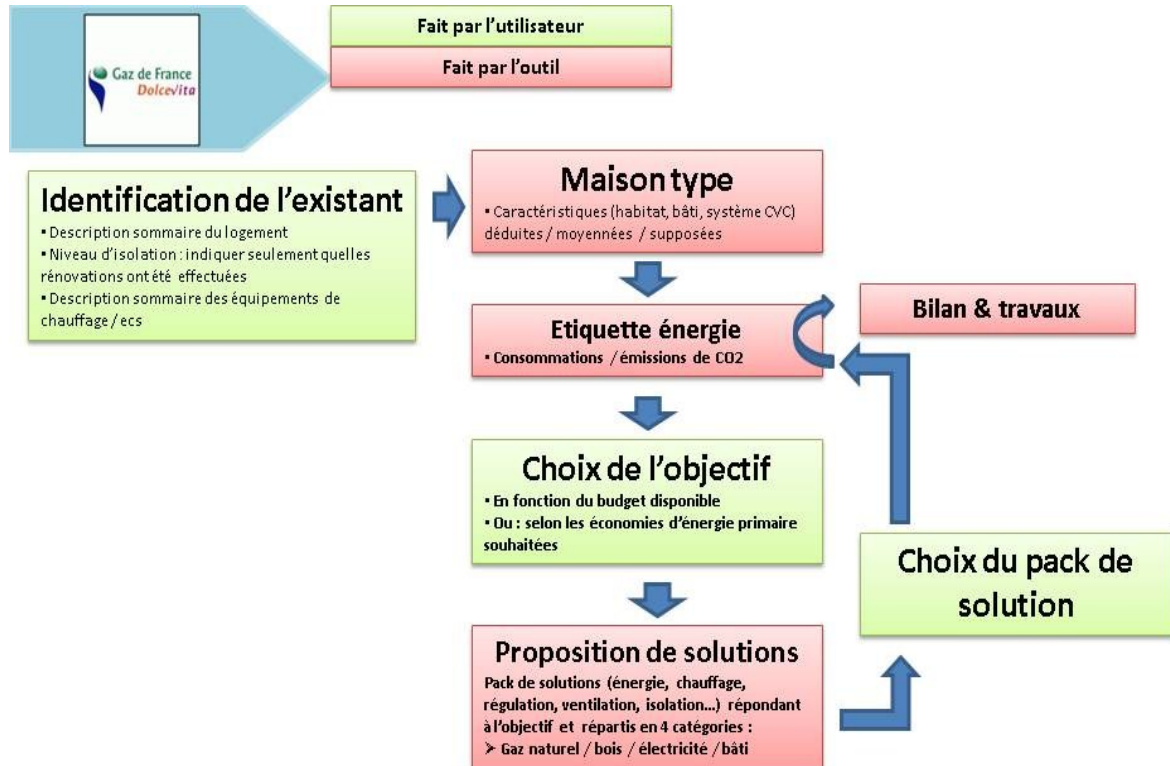 Gaz de France
DolceVita
Fait par l'utilisateur
Fait par l'outil
Identification de l'existant
▪ Description sommaire du logement
▪ Niveau d'isolation : indiquer seulement quelles
rénovations ont été effectuées
▪ Description sommaire des équipements de
chauffage / ecs
Maison type
▪ Caractéristiques (habitat, bâti, système CVC)
déduites / moyennées / supposées
Etiquette énergie
▪ Consommations / émissions de CO2
Bilan & travaux
Choix de l'objectif
▪ En fonction du budget disponible
▪ Ou : selon les économies d'énergie primaire
souhaitées
Choix du pack de
solution
Proposition de solutions
Pack de solutions (énergie, chauffage,
régulation, ventilation, isolation...) répondant
à l'objectif et répartis en 4 catégories :
➢ Gaz naturel / bois / électricité / bâti